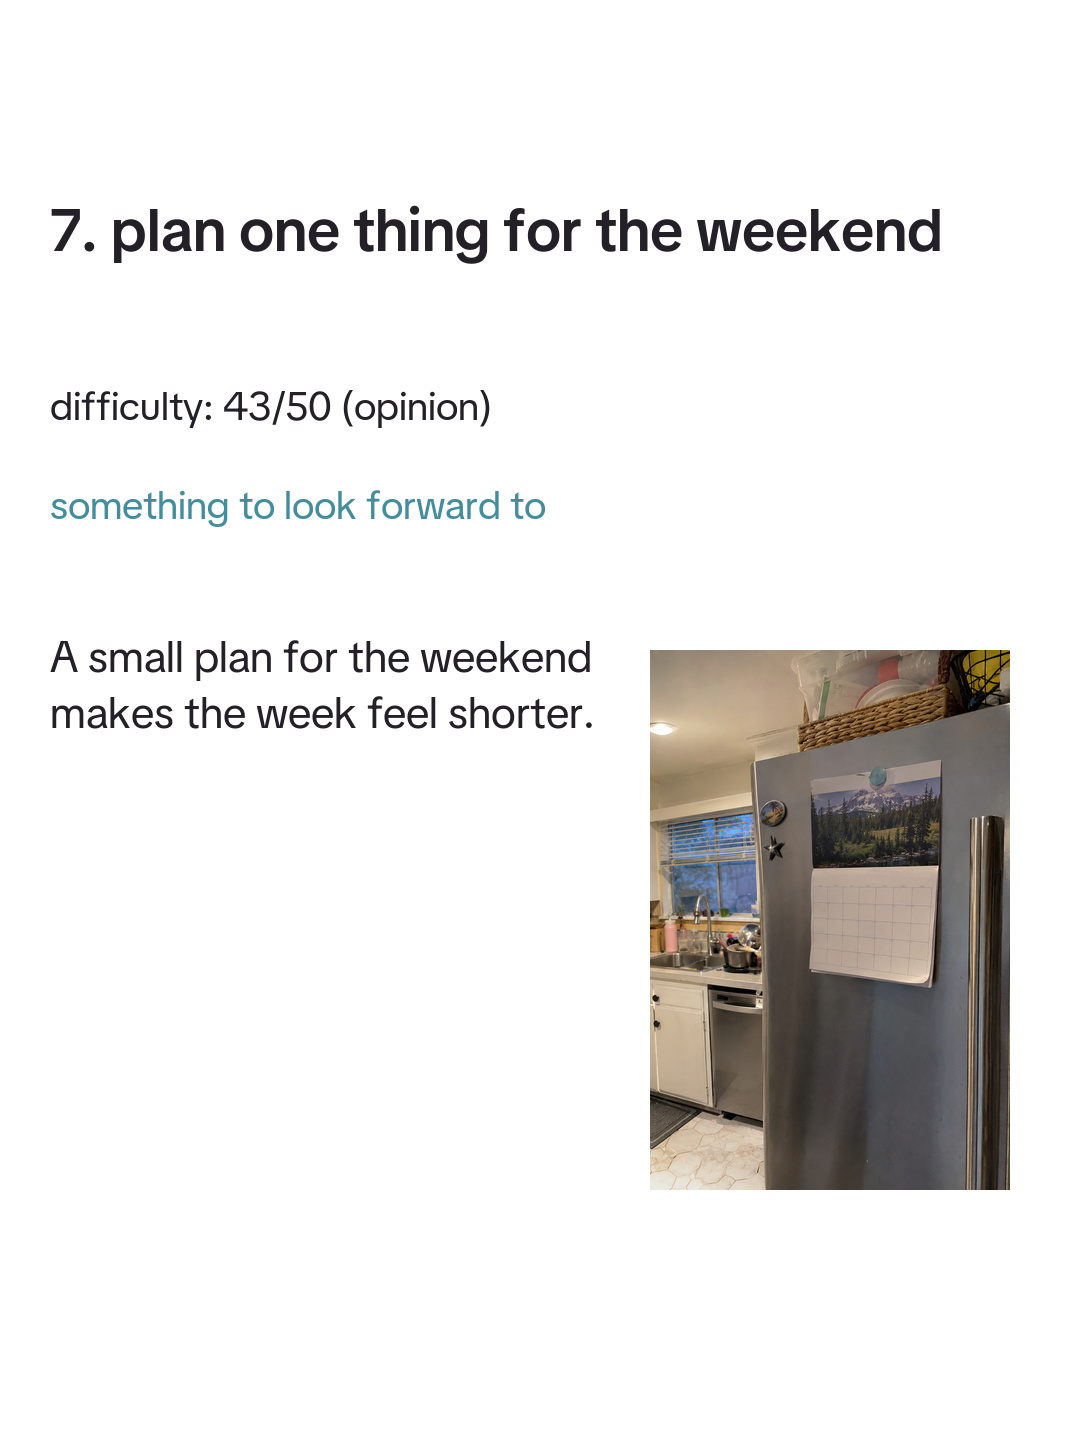 7. plan one thing for the weekend
difficulty: 43/50 (opinion)
something to look forward to
A small plan for the weekend
makes the week feel shorter.